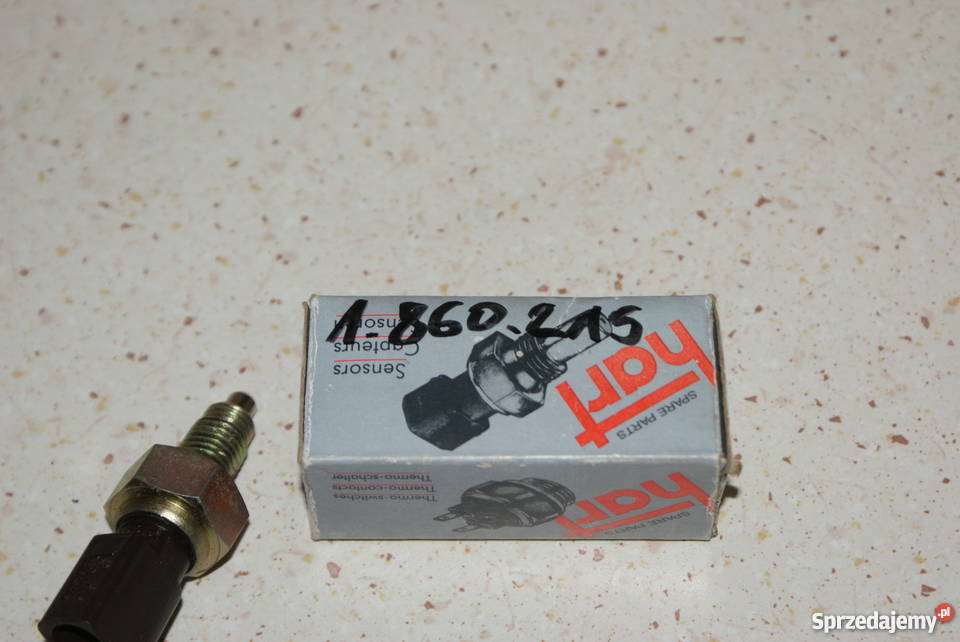 1-860.215
Sensors
Capteurs
Sensori
hart
SPARE PARTS
Thermo-switches
Thermo-contacts
Thermo-schalter
hart
SPARE PARTS
Sprzedajemy.pl